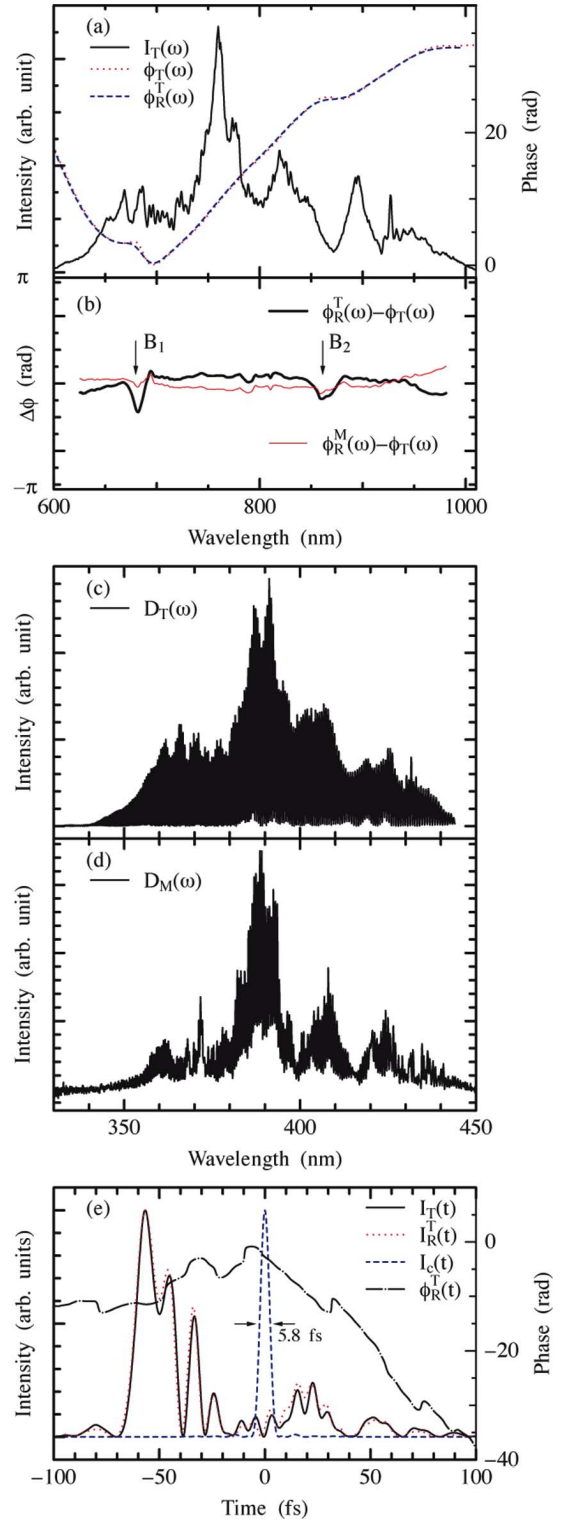 (a)
I_T(ω)
ϕ_T(ω)
ϕ_R^T(ω)
Intensity (arb. unit)
Phase (rad)
20
10
0
π
(b)
ϕ_R^T(ω)−ϕ_T(ω)
B_1
B_2
Δϕ (rad)
ϕ_R^M(ω)−ϕ_T(ω)
−π
600
800
1000
Wavelength (nm)
(c)
D_T(ω)
Intensity (arb. unit)
(d)
D_M(ω)
Intensity (arb. unit)
350
400
450
Wavelength (nm)
(e)
I_T(t)
I_R^T(t)
I_c(t)
ϕ_R^T(t)
5.8 fs
Intensity (arb. units)
Phase (rad)
0
−10
−20
−30
−40
−100
−50
0
50
100
Time (fs)